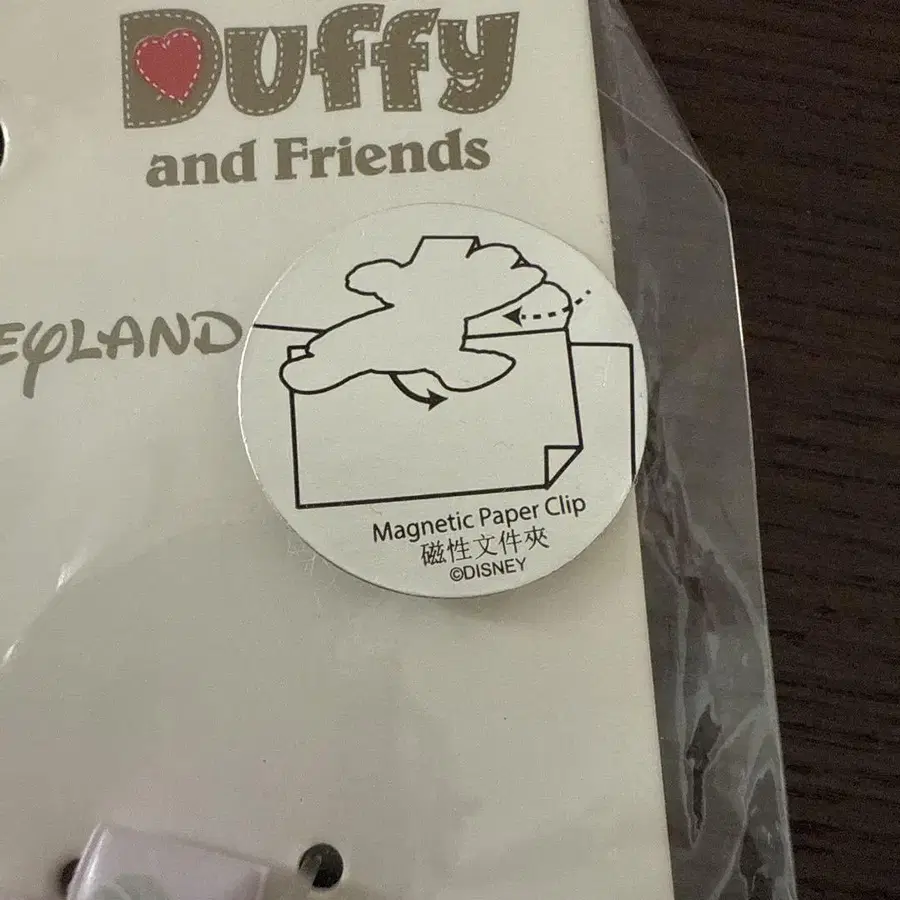 Duffy
and Friends
EYLAND
Magnetic Paper Clip
磁性文件夾
©DISNEY